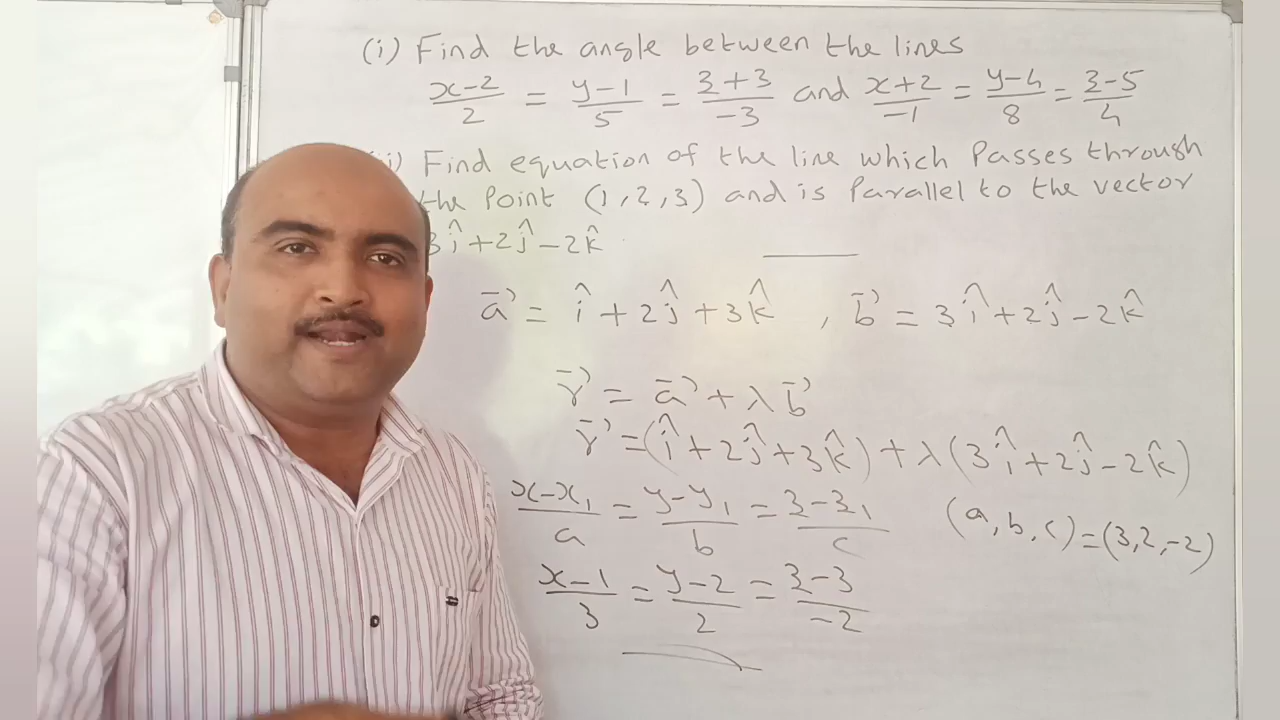 (i) Find the angle between the lines
x-2/2 = y-1/5 = z+3/-3 and x+2/-1 = y-4/8 = z-5/4
i) Find equation of the line which Passes through
the Point (1, 2, 3) and is Parallel to the vector
3î + 2ĵ - 2k̂
a⃗ = î + 2ĵ + 3k̂ , b⃗ = 3î + 2ĵ - 2k̂
r⃗ = a⃗ + λb⃗
r⃗ = (î + 2ĵ + 3k̂) + λ(3î + 2ĵ - 2k̂)
x-x₁/a = y-y₁/b = z-z₁/c (a, b, c) = (3, 2, -2)
x-1/3 = y-2/2 = z-3/-2